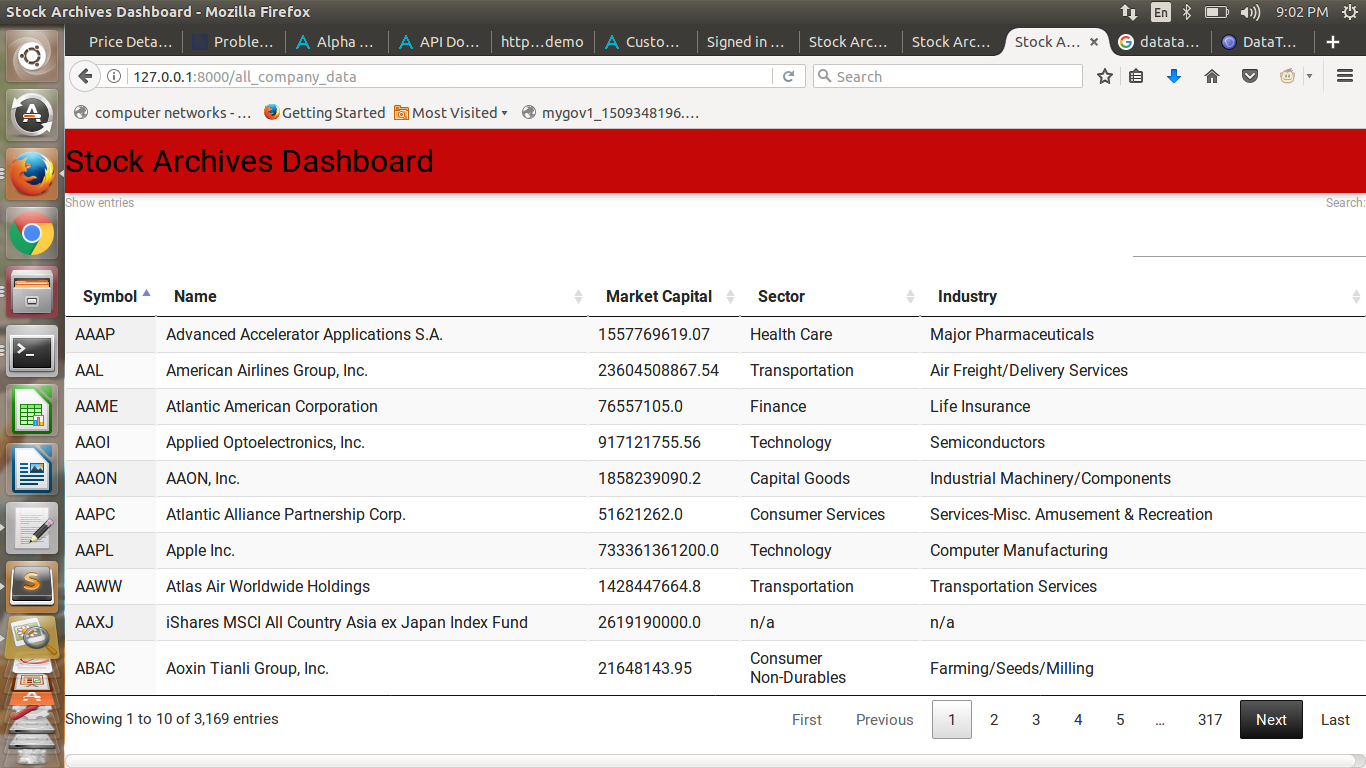 Stock Archives Dashboard - Mozilla Firefox En 9:02 PM
Price Deta... Proble... Alpha ... API Do... http...demo Custo... Signed in ... Stock Arc... Stock Arc... Stock A... datata... DataT...
127.0.0.1:8000/all_company_data Search
computer networks - ... Getting Started Most Visited mygov1_1509348196....
Stock Archives Dashboard
Show entries Search:
Symbol Name Market Capital Sector Industry
AAAP Advanced Accelerator Applications S.A. 1557769619.07 Health Care Major Pharmaceuticals
AAL American Airlines Group, Inc. 23604508867.54 Transportation Air Freight/Delivery Services
AAME Atlantic American Corporation 76557105.0 Finance Life Insurance
AAOI Applied Optoelectronics, Inc. 917121755.56 Technology Semiconductors
AAON AAON, Inc. 1858239090.2 Capital Goods Industrial Machinery/Components
AAPC Atlantic Alliance Partnership Corp. 51621262.0 Consumer Services Services-Misc. Amusement & Recreation
AAPL Apple Inc. 733361361200.0 Technology Computer Manufacturing
AAWW Atlas Air Worldwide Holdings 1428447664.8 Transportation Transportation Services
AAXJ iShares MSCI All Country Asia ex Japan Index Fund 2619190000.0 n/a n/a
ABAC Aoxin Tianli Group, Inc. 21648143.95 Consumer Non-Durables Farming/Seeds/Milling
Showing 1 to 10 of 3,169 entries First Previous 1 2 3 4 5 ... 317 Next Last